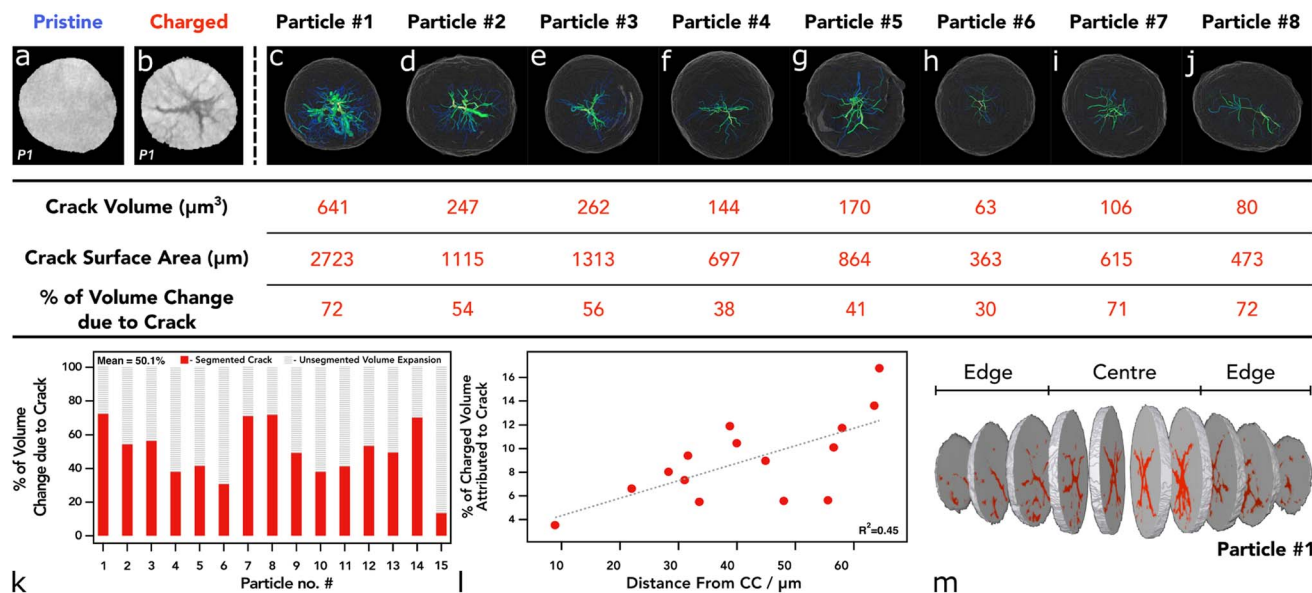 Pristine Charged Particle #1 Particle #2 Particle #3 Particle #4 Particle #5 Particle #6 Particle #7 Particle #8
a b c d e f g h i j
P1 P1
Crack Volume (µm³) 641 247 262 144 170 63 106 80
Crack Surface Area (µm) 2723 1115 1313 697 864 363 615 473
% of Volume Change
due to Crack 72 54 56 38 41 30 71 72
Mean = 50.1% - Segmented Crack - Unsegmented Volume Expansion
% of Volume
Change due to Crack
100
80
60
40
20
0
1 2 3 4 5 6 7 8 9 10 11 12 13 14 15
Particle no. #
k
% of Charged Volume
Attributed to Crack
16
14
12
10
8
6
4
R²=0.45
10 20 30 40 50 60
Distance From CC / µm
l
Edge Centre Edge
Particle #1
m